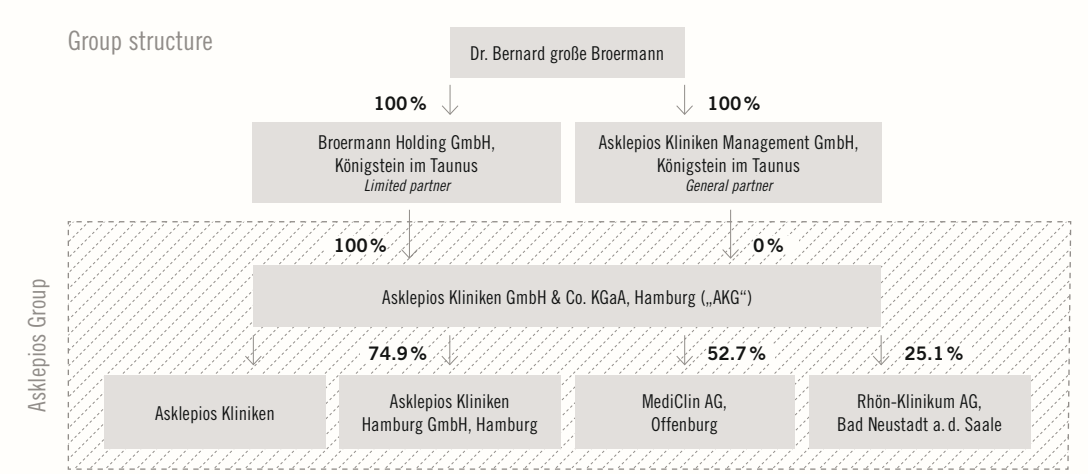 Group structure
Dr. Bernard große Broermann
100 %
100 %
Broermann Holding GmbH,
Königstein im Taunus
Limited partner
Asklepios Kliniken Management GmbH,
Königstein im Taunus
General partner
Asklepios Group
100 %
0 %
Asklepios Kliniken GmbH & Co. KGaA, Hamburg („AKG“)
74.9 %
52.7 %
25.1 %
Asklepios Kliniken
Asklepios Kliniken
Hamburg GmbH, Hamburg
MediClin AG,
Offenburg
Rhön-Klinikum AG,
Bad Neustadt a. d. Saale